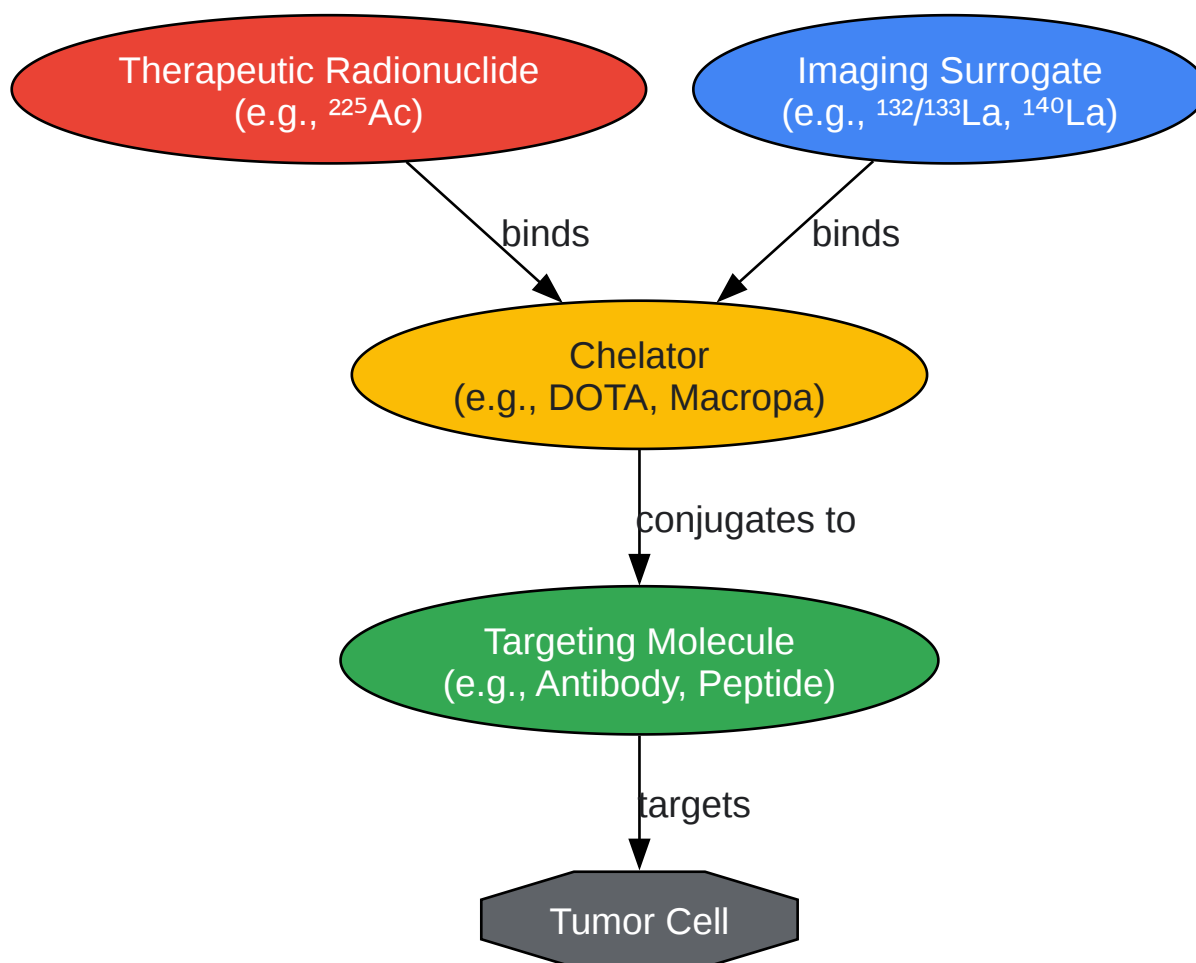 Therapeutic Radionuclide
(e.g., ²²⁵Ac)
Imaging Surrogate
(e.g., ¹³²/¹³³La, ¹⁴⁰La)
binds
binds
Chelator
(e.g., DOTA, Macropa)
conjugates to
Targeting Molecule
(e.g., Antibody, Peptide)
targets
Tumor Cell